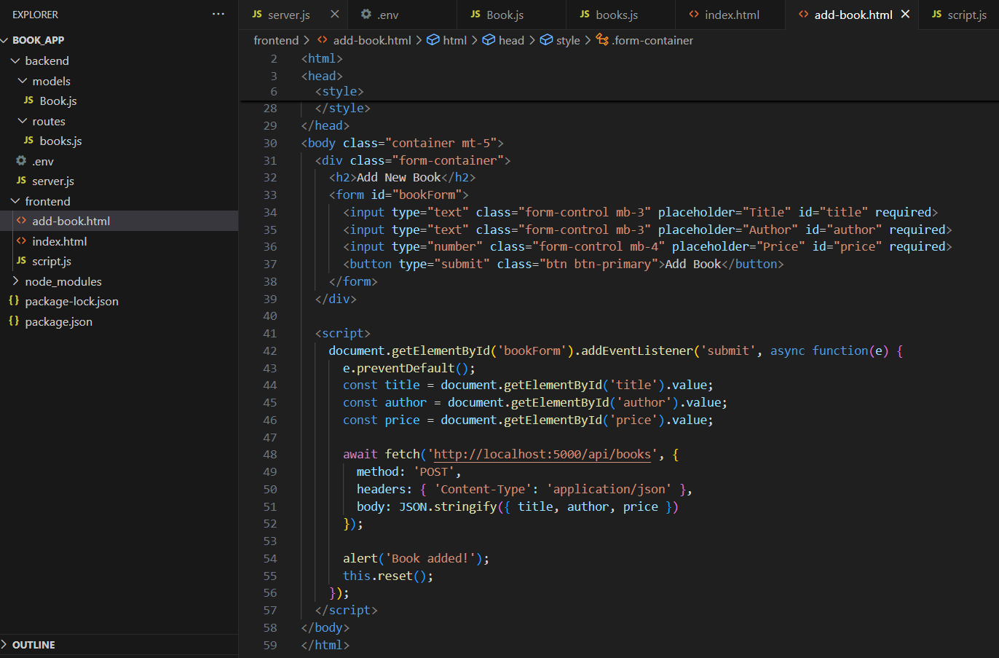 EXPLORER
BOOK_APP
backend
models
JS Book.js
routes
JS books.js
.env
JS server.js
frontend
<> add-book.html
<> index.html
JS script.js
node_modules
{} package-lock.json
{} package.json
OUTLINE
JS server.js
.env
JS Book.js
JS books.js
<> index.html
<> add-book.html
JS script.js
frontend > <> add-book.html > html > head > style > .form-container
2 <html>
3 <head>
6 <style>
28 </style>
29 </head>
30 <body class="container mt-5">
31 <div class="form-container">
32 <h2>Add New Book</h2>
33 <form id="bookForm">
34 <input type="text" class="form-control mb-3" placeholder="Title" id="title" required>
35 <input type="text" class="form-control mb-3" placeholder="Author" id="author" required>
36 <input type="number" class="form-control mb-4" placeholder="Price" id="price" required>
37 <button type="submit" class="btn btn-primary">Add Book</button>
38 </form>
39 </div>
40
41 <script>
42 document.getElementById('bookForm').addEventListener('submit', async function(e) {
43 e.preventDefault();
44 const title = document.getElementById('title').value;
45 const author = document.getElementById('author').value;
46 const price = document.getElementById('price').value;
47
48 await fetch('http://localhost:5000/api/books', {
49 method: 'POST',
50 headers: { 'Content-Type': 'application/json' },
51 body: JSON.stringify({ title, author, price })
52 });
53
54 alert('Book added!');
55 this.reset();
56 });
57 </script>
58 </body>
59 </html>